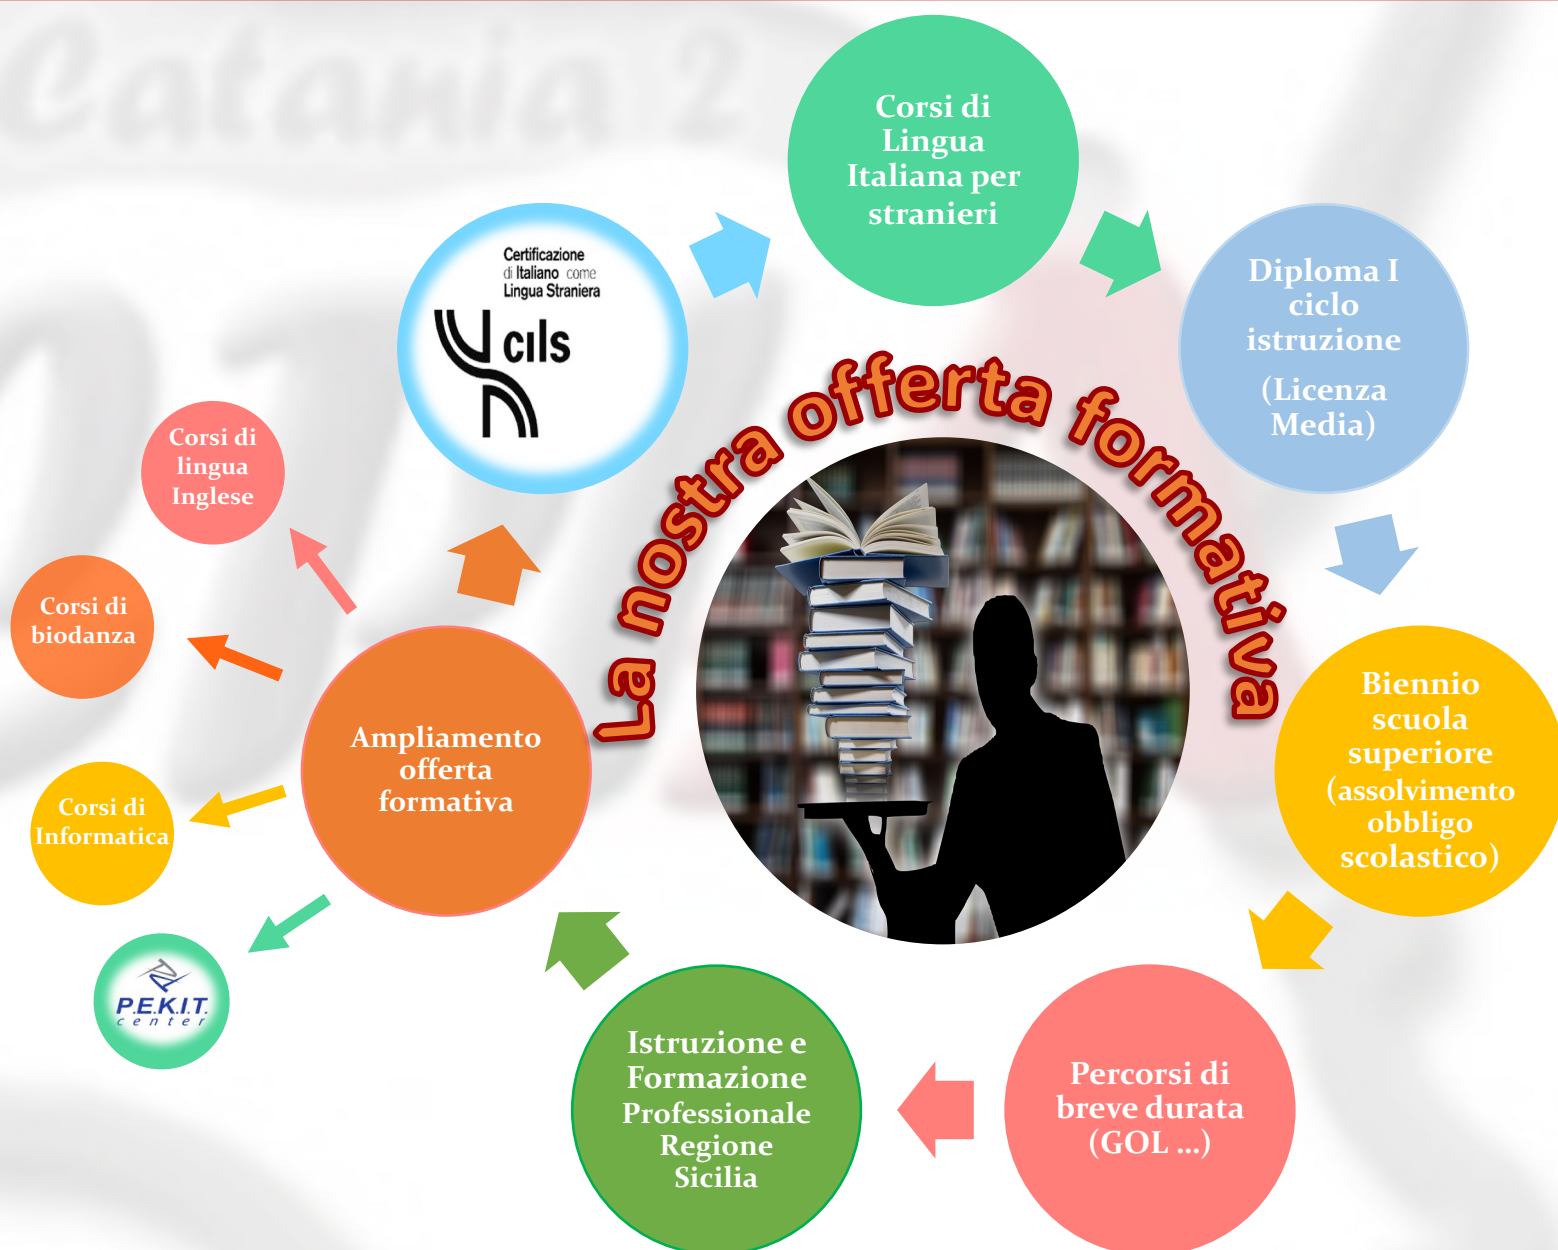 Catania 2
Corsi di
Lingua
Italiana per
stranieri
Diploma I
ciclo
istruzione
(Licenza
Media)
Biennio
scuola
superiore
(assolvimento
obbligo
scolastico)
Percorsi di
breve durata
(GOL ...)
Istruzione e
Formazione
Professionale
Regione
Sicilia
Ampliamento
offerta
formativa
Certificazione
di Italiano come
Lingua Straniera
cils
Corsi di
lingua
Inglese
Corsi di
biodanza
Corsi di
Informatica
P.E.K.I.T.
center
La nostra offerta formativa